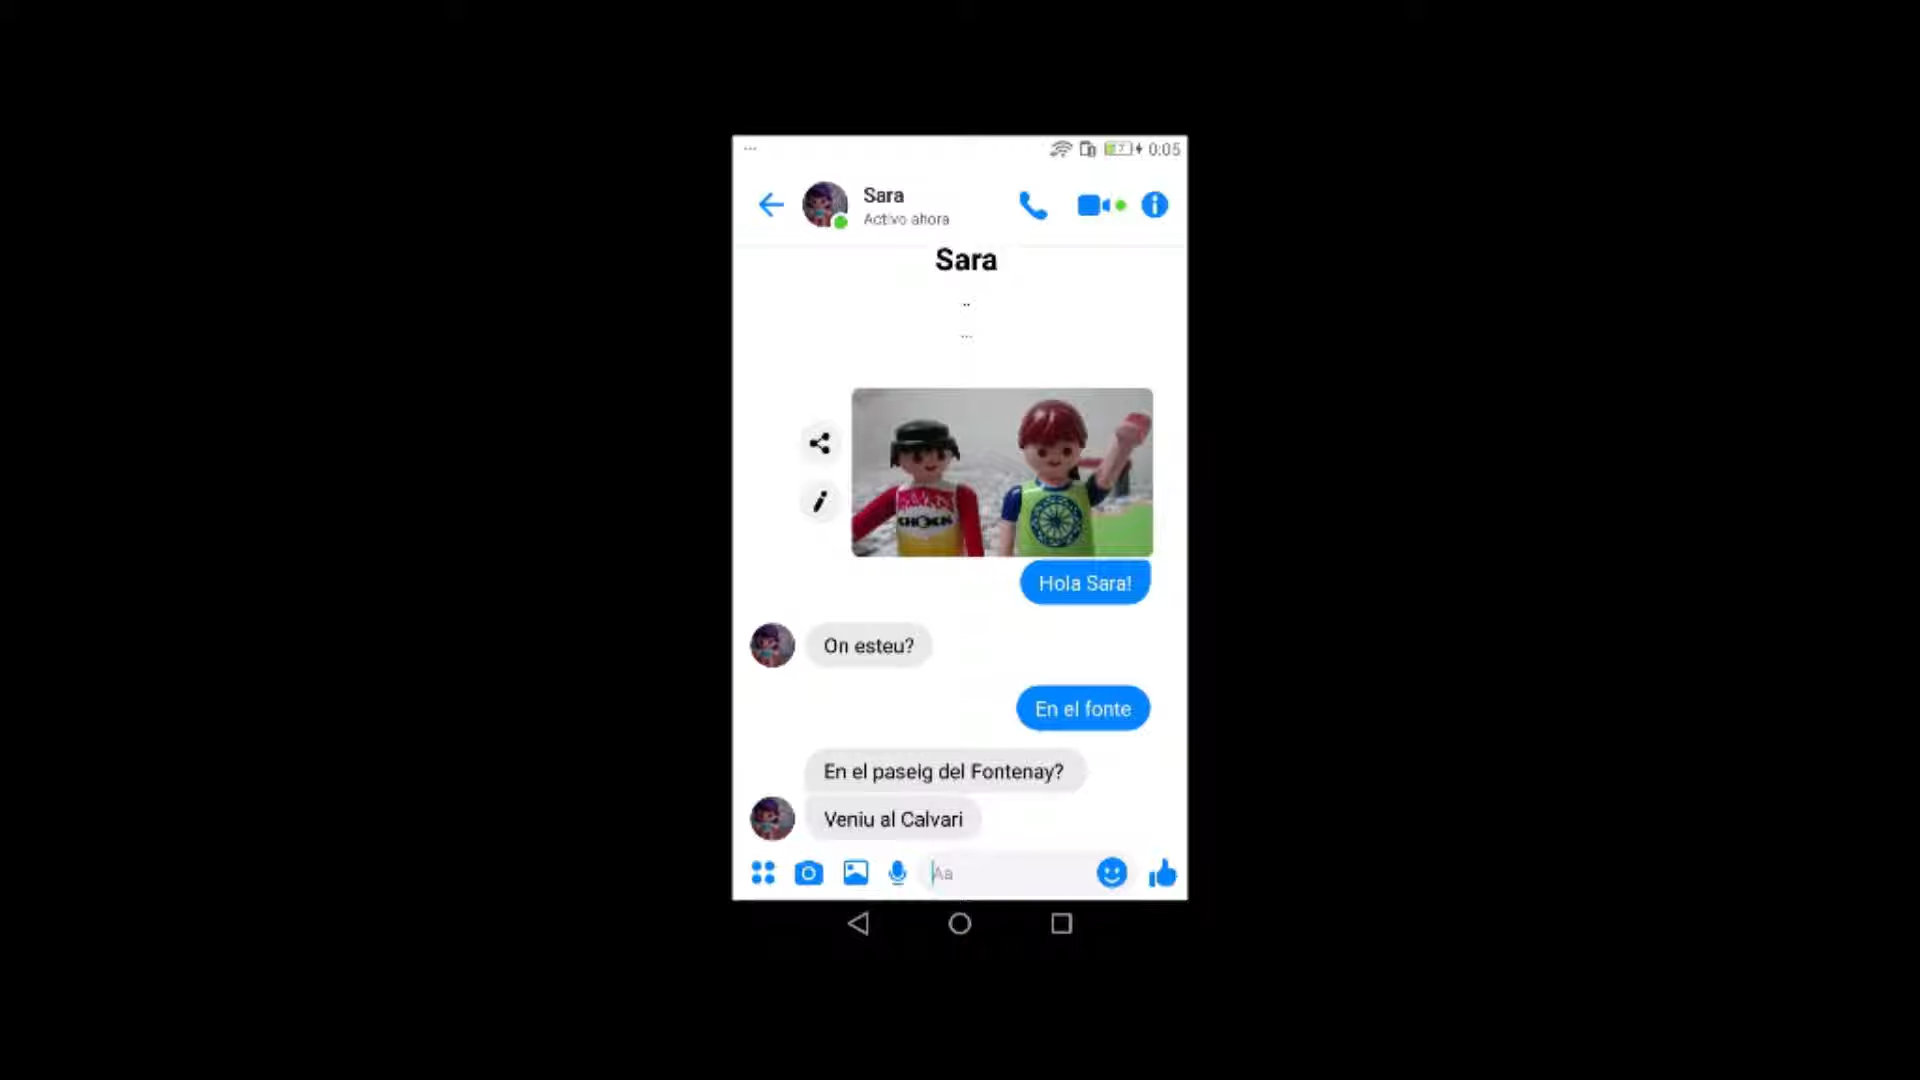 0:05
Sara
Activo ahora
Sara
Hola Sara!
On esteu?
En el fonte
En el paseig del Fontenay?
Veniu al Calvari
Aa